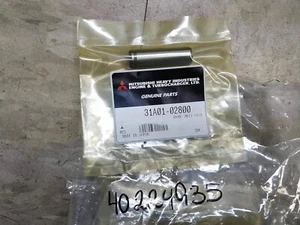 MITSUBISHI HEAVY INDUSTRIES
ENGINE & TURBOCHARGER, LTD.
GENUINE PARTS
31A01-02800
40224935